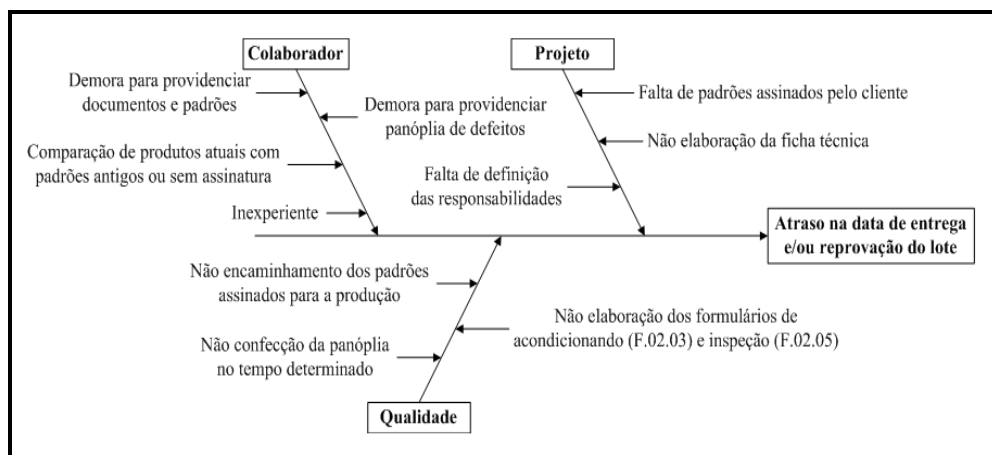 Colaborador
Projeto
Demora para providenciar
documentos e padrões
Demora para providenciar
panóplia de defeitos
Comparação de produtos atuais com
padrões antigos ou sem assinatura
Inexperiente
Falta de padrões assinados pelo cliente
Não elaboração da ficha técnica
Falta de definição
das responsabilidades
Atraso na data de entrega
e/ou reprovação do lote
Não encaminhamento dos padrões
assinados para a produção
Não elaboração dos formulários de
acondicionando (F.02.03) e inspeção (F.02.05)
Não confecção da panóplia
no tempo determinado
Qualidade